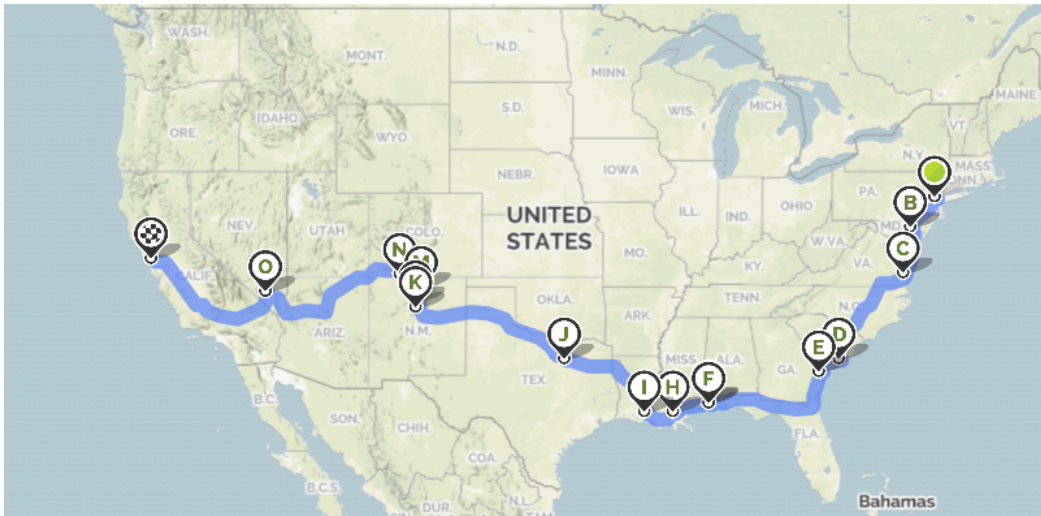 WASH.
MONT.
N.D.
MINN.
MAINE
ORE.
IDAHO
S.D.
WIS.
MICH.
VT.
WYO.
N.Y.
MASS.
CONN.
NEBR.
IOWA
PA.
B
ILL.
IND.
OHIO
MD.
NEV.
UTAH
COLO.
UNITED
STATES
W.VA.
C
N
M
MO.
KY.
VA.
O
CALIF.
K
OKLA.
ARK.
TENN.
N.C.
ARIZ.
N.M.
J
D
E
MISS.
ALA.
GA.
TEX.
I
H
F
B.C.
SON.
CHIH.
FLA.
COA.
B.C.S.
N.L.
DUR.
TAM.
Bahamas